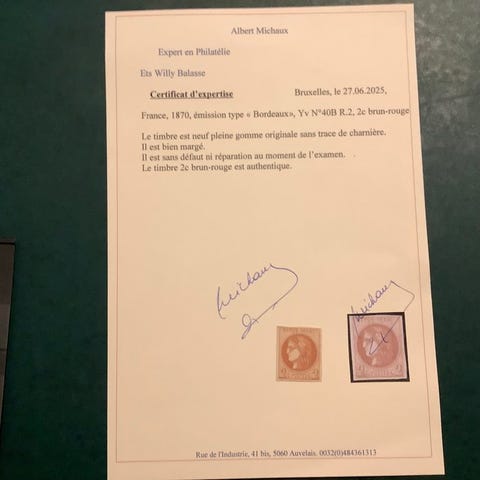 Albert Michaux
Expert en Philatélie
Ets Willy Balasse
Certificat d'expertise Bruxelles, le 27.06.2025,
France, 1870, émission type « Bordeaux», Yv N°40B R.2, 2c brun-rouge
Le timbre est neuf pleine gomme originale sans trace de charnière.
Il est bien margé.
Il est sans défaut ni réparation au moment de l'examen.
Le timbre 2c brun-rouge est authentique.
Michaux
Michaux
Rue de l'Industrie, 41 bis, 5060 Auvelais. 0032(0)484361313